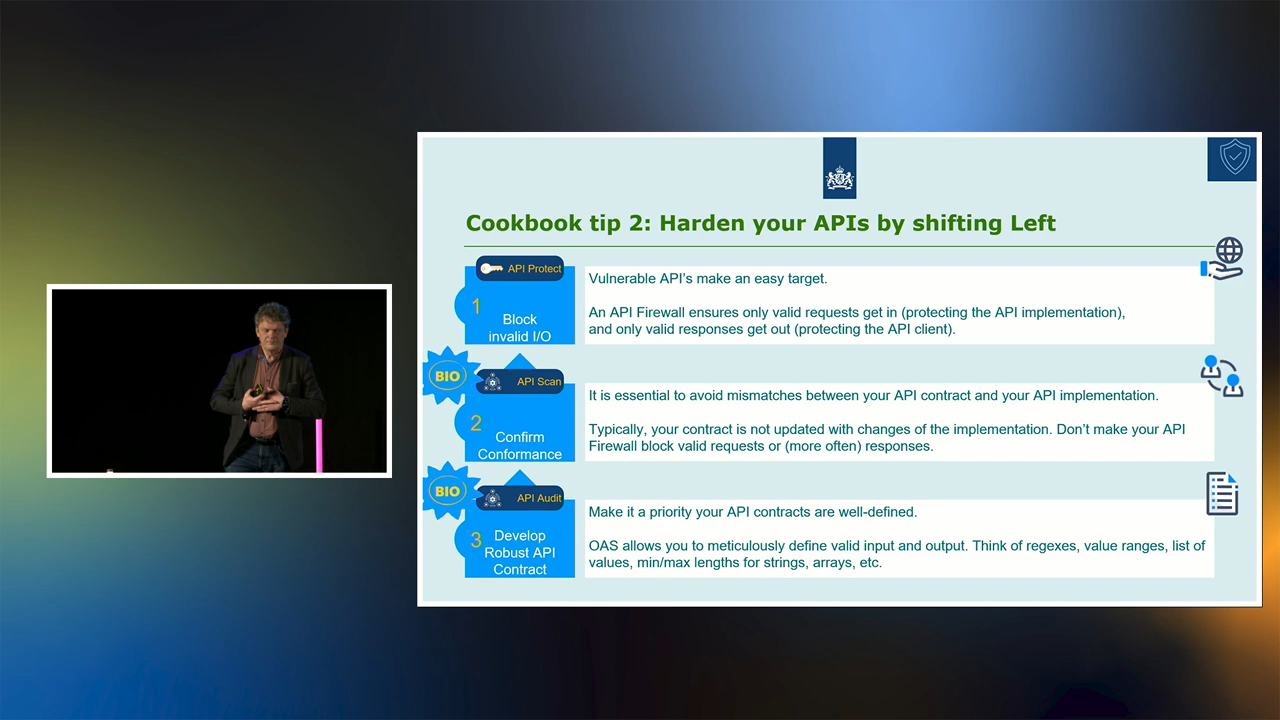 Cookbook tip 2: Harden your APIs by shifting Left
API Protect
1
Block
invalid I/O
Vulnerable API's make an easy target.
An API Firewall ensures only valid requests get in (protecting the API implementation),
and only valid responses get out (protecting the API client).
BIO
API Scan
2
Confirm
Conformance
It is essential to avoid mismatches between your API contract and your API implementation.
Typically, your contract is not updated with changes of the implementation. Don't make your API
Firewall block valid requests or (more often) responses.
BIO
API Audit
3
Develop
Robust API
Contract
Make it a priority your API contracts are well-defined.
OAS allows you to meticulously define valid input and output. Think of regexes, value ranges, list of
values, min/max lengths for strings, arrays, etc.